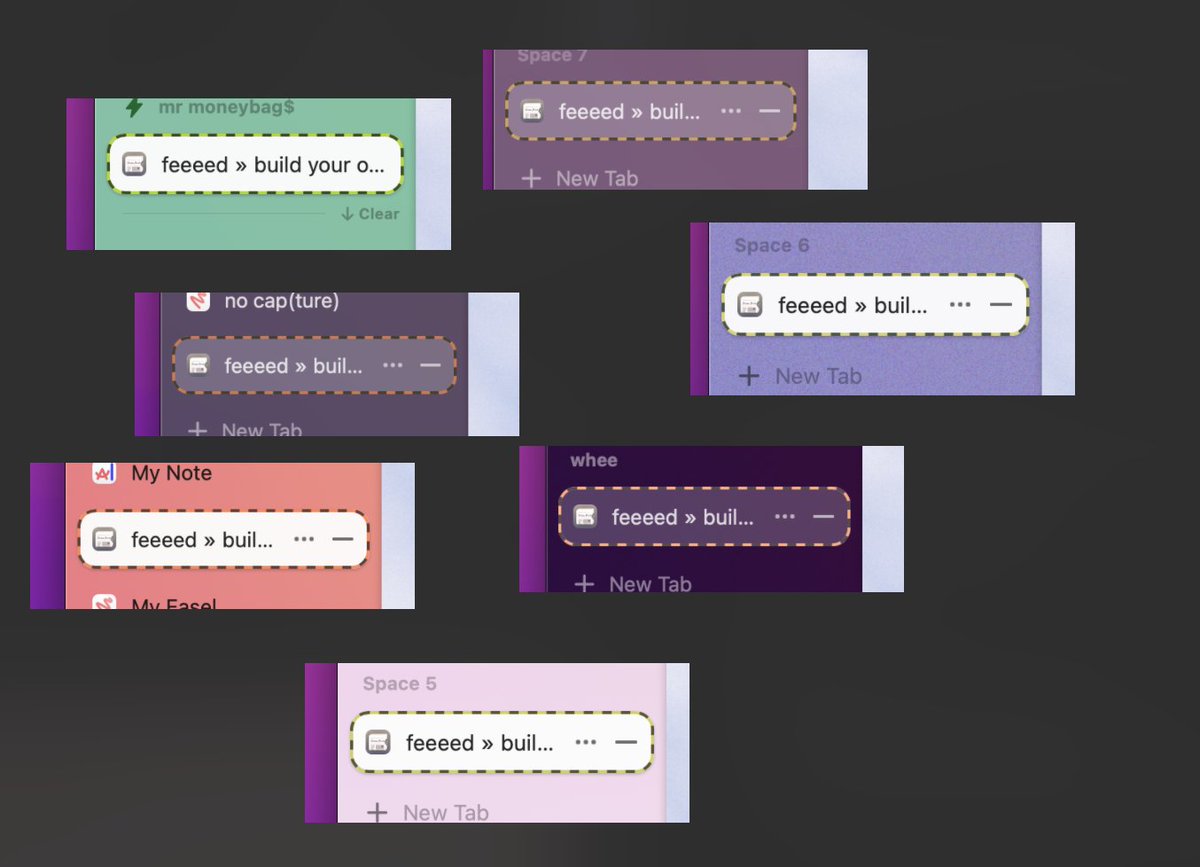 mr moneybag$
feeeed » build your o...
↓ Clear
Space 7
feeeed » buil... ···
+ New Tab
Space 6
feeeed » buil... ···
+ New Tab
no cap(ture)
feeeed » buil... ···
+ New Tab
My Note
feeeed » buil... ···
My Easel
whee
feeeed » buil... ···
+ New Tab
Space 5
feeeed » buil... ···
+ New Tab